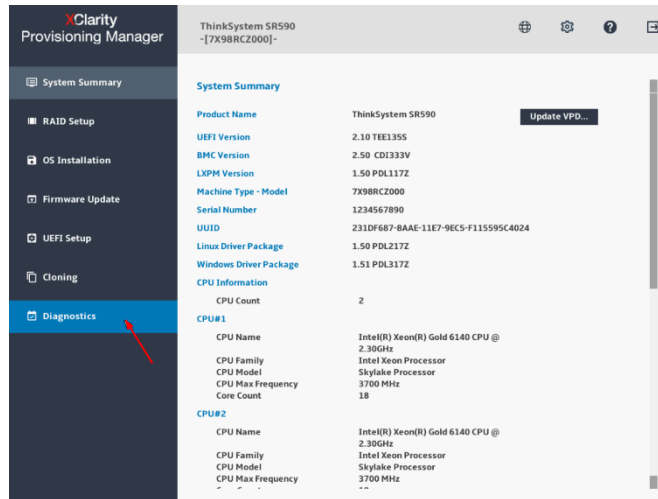 XClarity
Provisioning Manager
ThinkSystem SR590
-[7X98RCZ000]-
System Summary
RAID Setup
OS Installation
Firmware Update
UEFI Setup
Cloning
Diagnostics
System Summary
Product Name ThinkSystem SR590 Update VPD...
UEFI Version 2.10 TEE135S
BMC Version 2.50 CDI333V
LXPM Version 1.50 PDL117Z
Machine Type - Model 7X98RCZ000
Serial Number 1234567890
UUID 231DF687-8AAE-11E7-9EC5-F115595C4024
Linux Driver Package 1.50 PDL217Z
Windows Driver Package 1.51 PDL317Z
CPU Information
CPU Count 2
CPU#1
CPU Name Intel(R) Xeon(R) Gold 6140 CPU @
2.30GHz
CPU Family Intel Xeon Processor
CPU Model Skylake Processor
CPU Max Frequency 3700 MHz
Core Count 18
CPU#2
CPU Name Intel(R) Xeon(R) Gold 6140 CPU @
2.30GHz
CPU Family Intel Xeon Processor
CPU Model Skylake Processor
CPU Max Frequency 3700 MHz